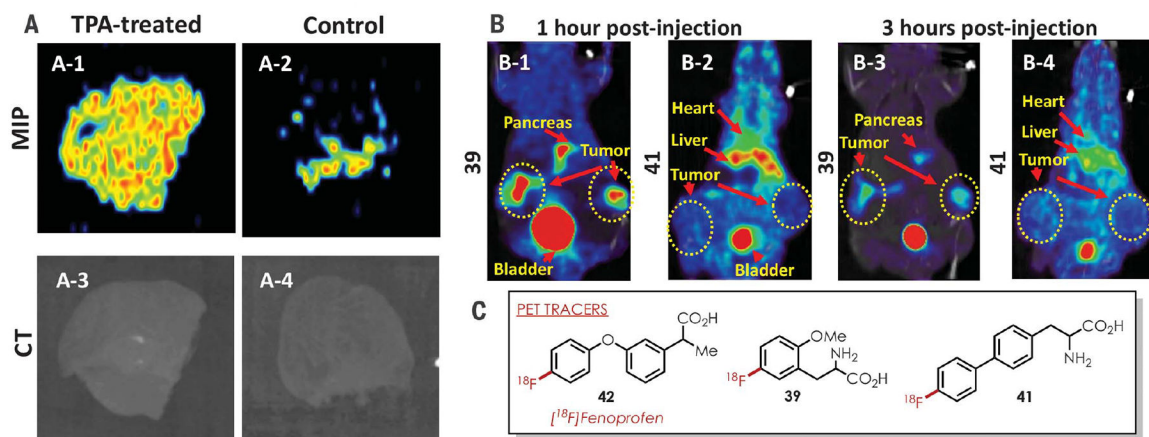 A
TPA-treated
Control
MIP
A-1
A-2
CT
A-3
A-4
B
1 hour post-injection
3 hours post-injection
39
B-1
Pancreas
Tumor
Bladder
41
B-2
Heart
Liver
Tumor
Bladder
39
B-3
Pancreas
Tumor
41
B-4
Heart
Liver
Tumor
C
PET TRACERS
CO₂H
O
Me
¹⁸F
42
[¹⁸F]Fenoprofen
OMe
NH₂
CO₂H
¹⁸F
39
CO₂H
NH₂
¹⁸F
41